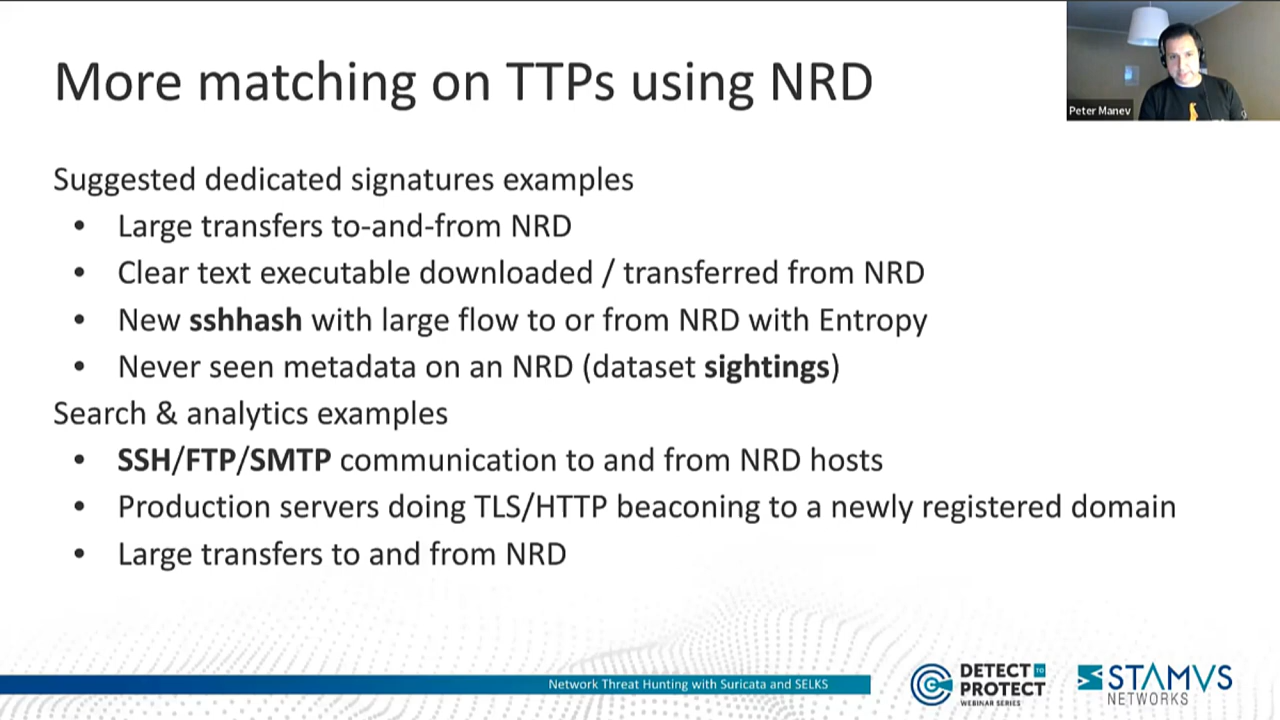 More matching on TTPs using NRD
Peter Manev
Suggested dedicated signatures examples
• Large transfers to-and-from NRD
• Clear text executable downloaded / transferred from NRD
• New sshhash with large flow to or from NRD with Entropy
• Never seen metadata on an NRD (dataset sightings)
Search & analytics examples
• SSH/FTP/SMTP communication to and from NRD hosts
• Production servers doing TLS/HTTP beaconing to a newly registered domain
• Large transfers to and from NRD
Network Threat Hunting with Suricata and SELKS
DETECT TO
PROTECT
WEBINAR SERIES
STAMVS
NETWORKS